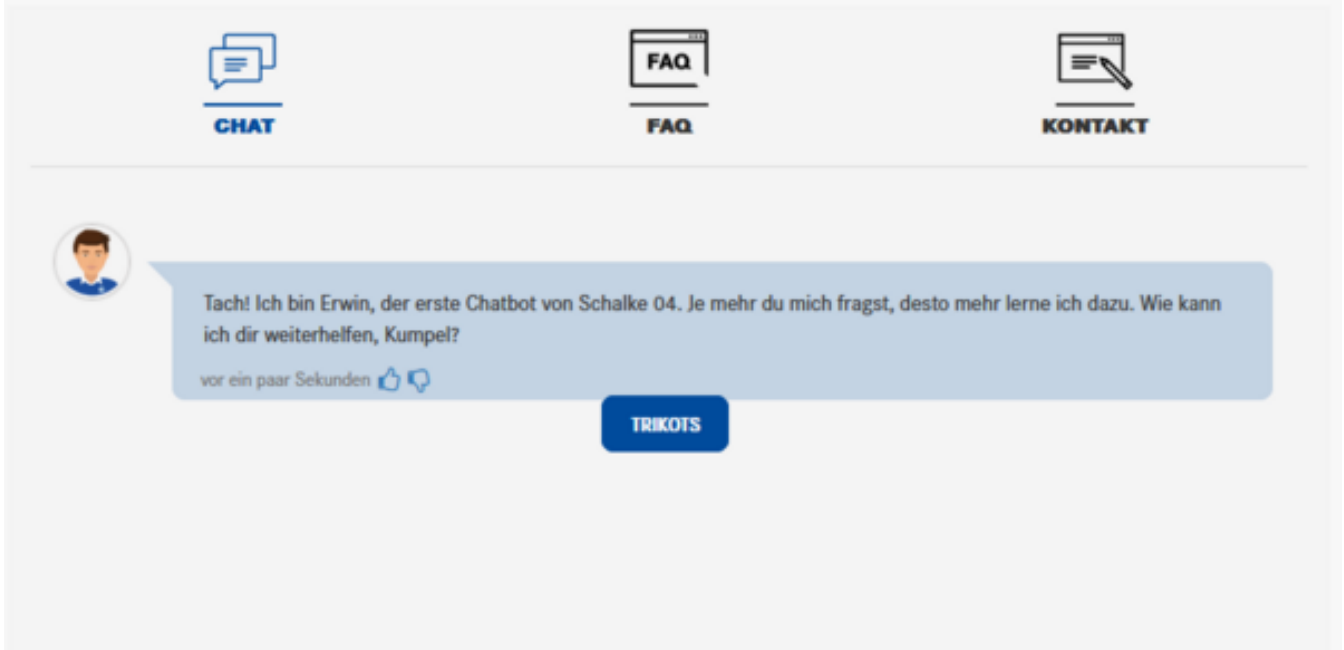 FAQ
CHAT
FAQ
KONTAKT
Tach! Ich bin Erwin, der erste Chatbot von Schalke 04. Je mehr du mich fragst, desto mehr lerne ich dazu. Wie kann
ich dir weiterhelfen, Kumpel?
vor ein paar Sekunden
TRIKOTS